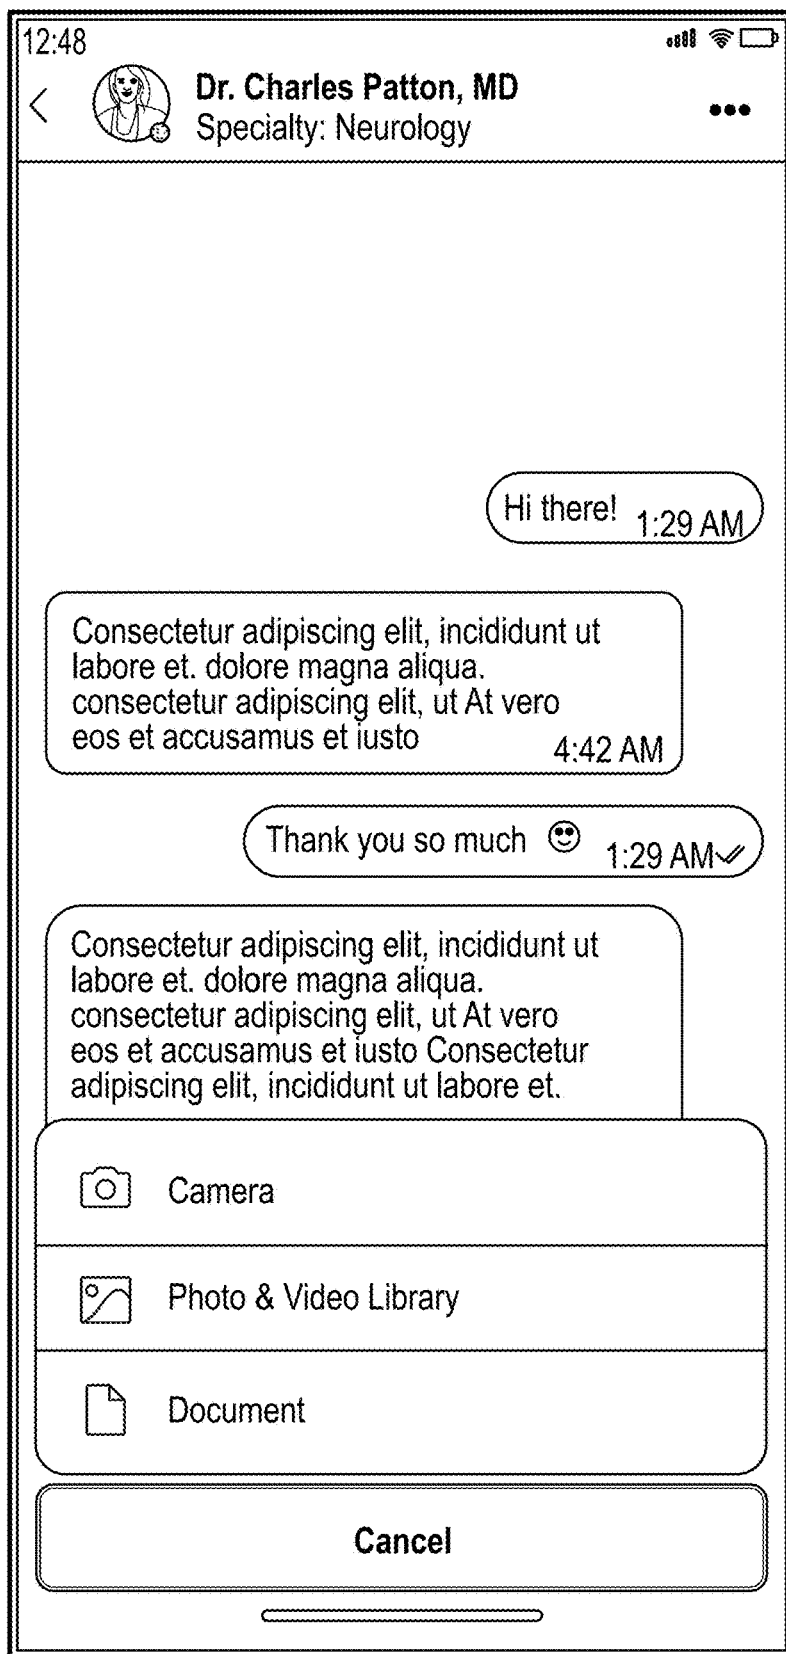 12:48
Dr. Charles Patton, MD
Specialty: Neurology
Hi there! 1:29 AM
Consectetur adipiscing elit, incididunt ut
labore et. dolore magna aliqua.
consectetur adipiscing elit, ut At vero
eos et accusamus et iusto
4:42 AM
Thank you so much 1:29 AM
Consectetur adipiscing elit, incididunt ut
labore et. dolore magna aliqua.
consectetur adipiscing elit, ut At vero
eos et accusamus et iusto Consectetur
adipiscing elit, incididunt ut labore et.
Camera
Photo & Video Library
Document
Cancel